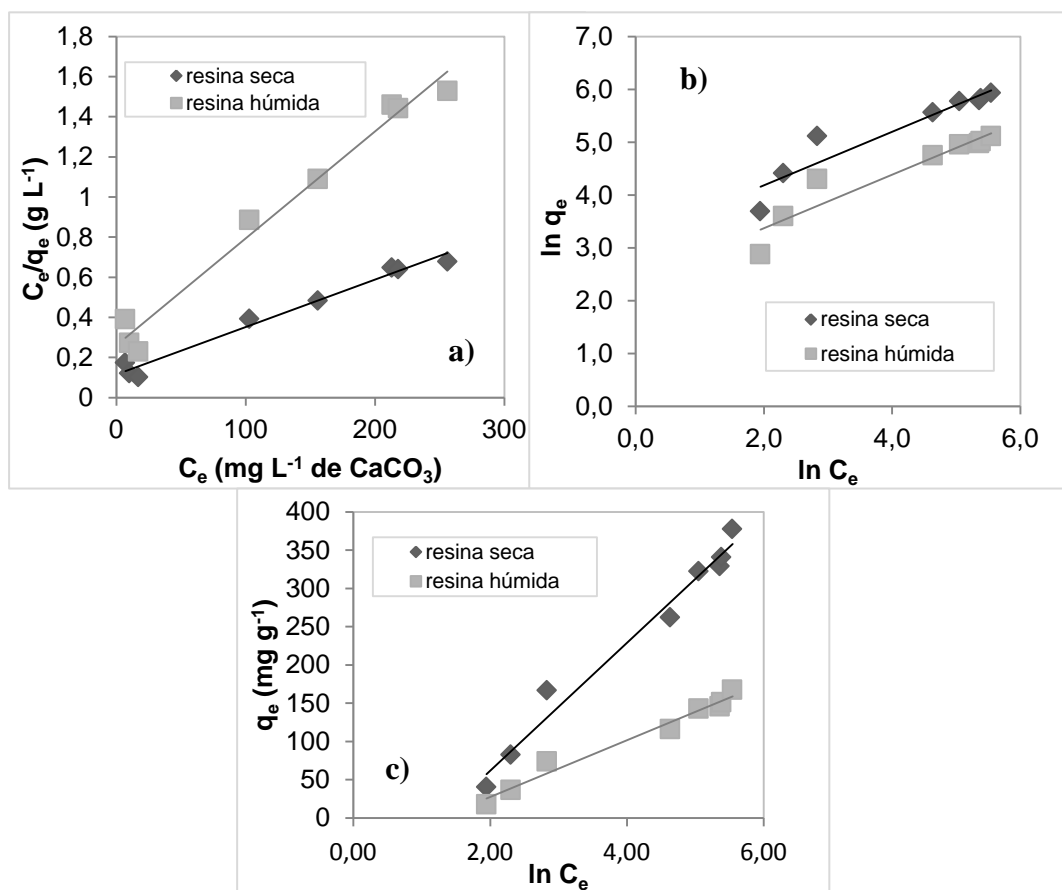 1,8
1,6
1,4
1,2
1
0,8
0,6
0,4
0,2
0
0 100 200 300
Cₑ/qₑ (g L⁻¹)
Cₑ (mg L⁻¹ de CaCO₃)
resina seca
resina húmida
a)
7,0
6,0
5,0
4,0
3,0
2,0
1,0
0,0
0,0 2,0 4,0 6,0
ln qₑ
ln Cₑ
b)
resina seca
resina húmida
400
350
300
250
200
150
100
50
0
0,00 2,00 4,00 6,00
qₑ (mg g⁻¹)
ln Cₑ
resina seca
resina húmida
c)